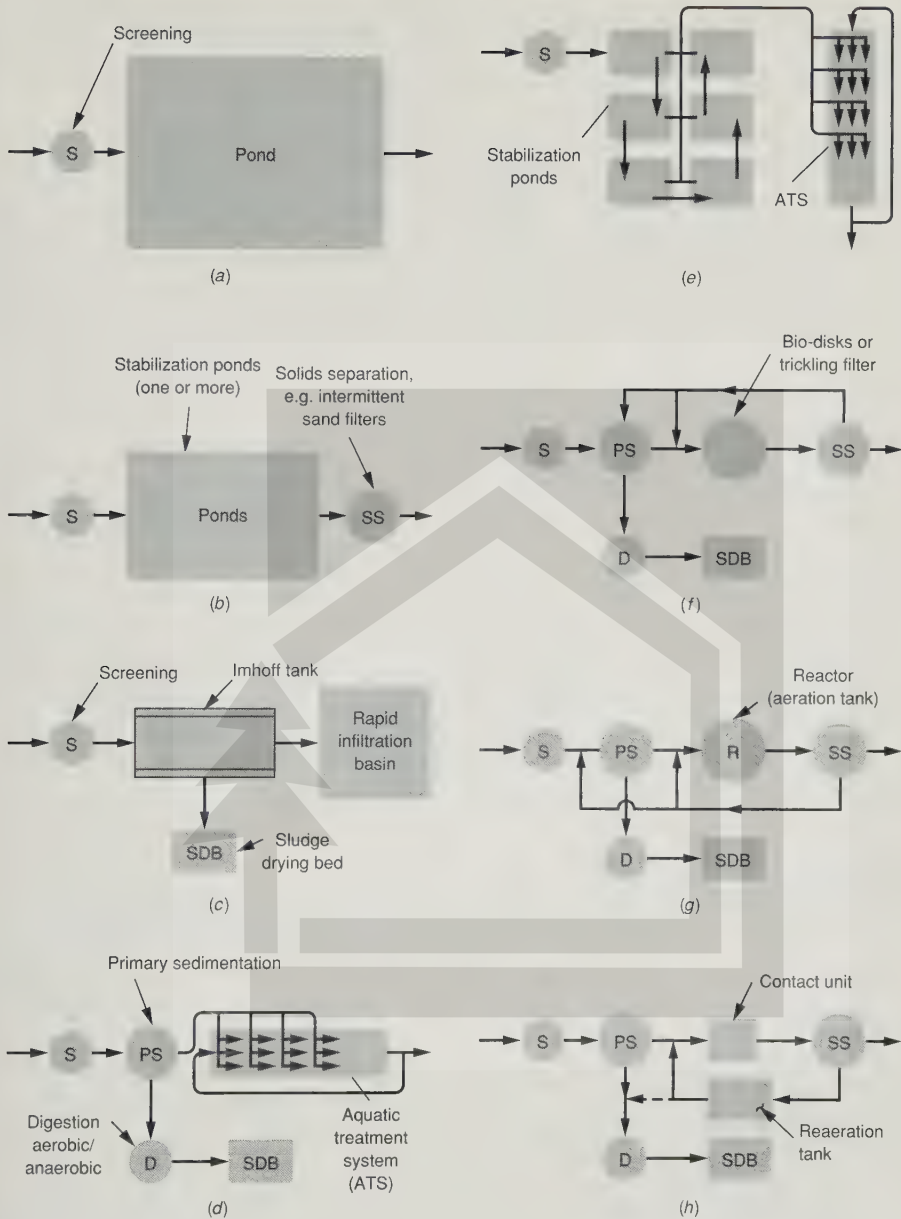 Screening
S
Pond
(a)
S
Stabilization
ponds
ATS
(e)
Stabilization ponds
(one or more)
Solids separation,
e.g. intermittent
sand filters
S
Ponds
SS
(b)
Bio-disks or
trickling filter
S
PS
SS
D
SDB
(f)
Screening
Imhoff tank
S
Rapid
infiltration
basin
SDB
Sludge
drying bed
(c)
Reactor
(aeration tank)
S
PS
R
SS
D
SDB
(g)
Primary sedimentation
S
PS
Digestion
aerobic/
anaerobic
D
SDB
Aquatic
treatment
system
(ATS)
(d)
Contact unit
S
PS
SS
Reaeration
tank
D
SDB
(h)